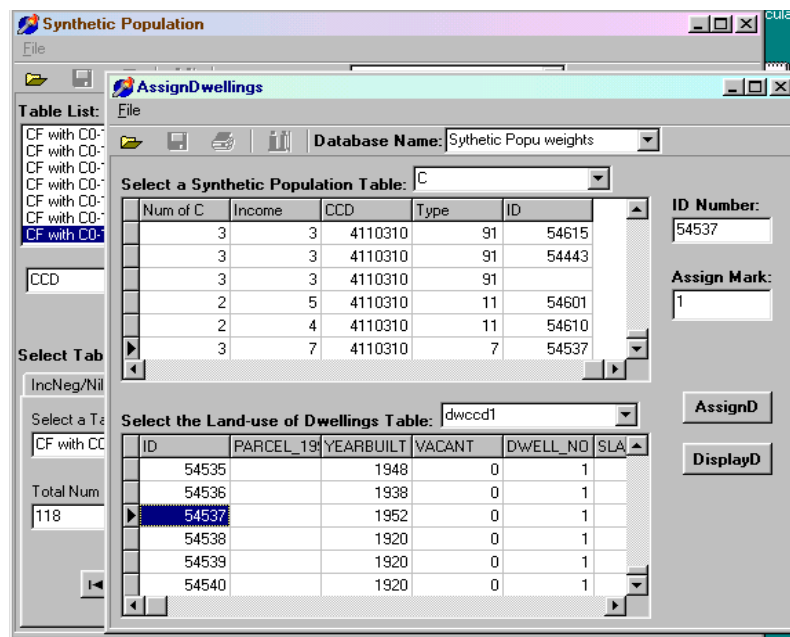 Synthetic Population
File
Table List:
CF with C0-
CF with C0-
CF with C0-
CF with C0-
CF with C0-
CF with C0-
CF with C0-
CCD
Select Tab
IncNeg/Nil
Select a Ta
CF with C0
Total Num
118
AssignDwellings
File
Database Name: Sythetic Popu weights
Select a Synthetic Population Table: C
Num of C Income CCD Type ID
3 3 4110310 91 54615
3 3 4110310 91 54443
3 3 4110310 91
2 5 4110310 11 54601
2 4 4110310 11 54610
3 7 4110310 7 54537
ID Number:
54537
Assign Mark:
1
Select the Land-use of Dwellings Table: dwccd1
ID PARCEL_19 YEARBUILT VACANT DWELL_NO SLA
54535 1948 0 1
54536 1938 0 1
54537 1952 0 1
54538 1920 0 1
54539 1920 0 1
54540 1920 0 1
AssignD
DisplayD